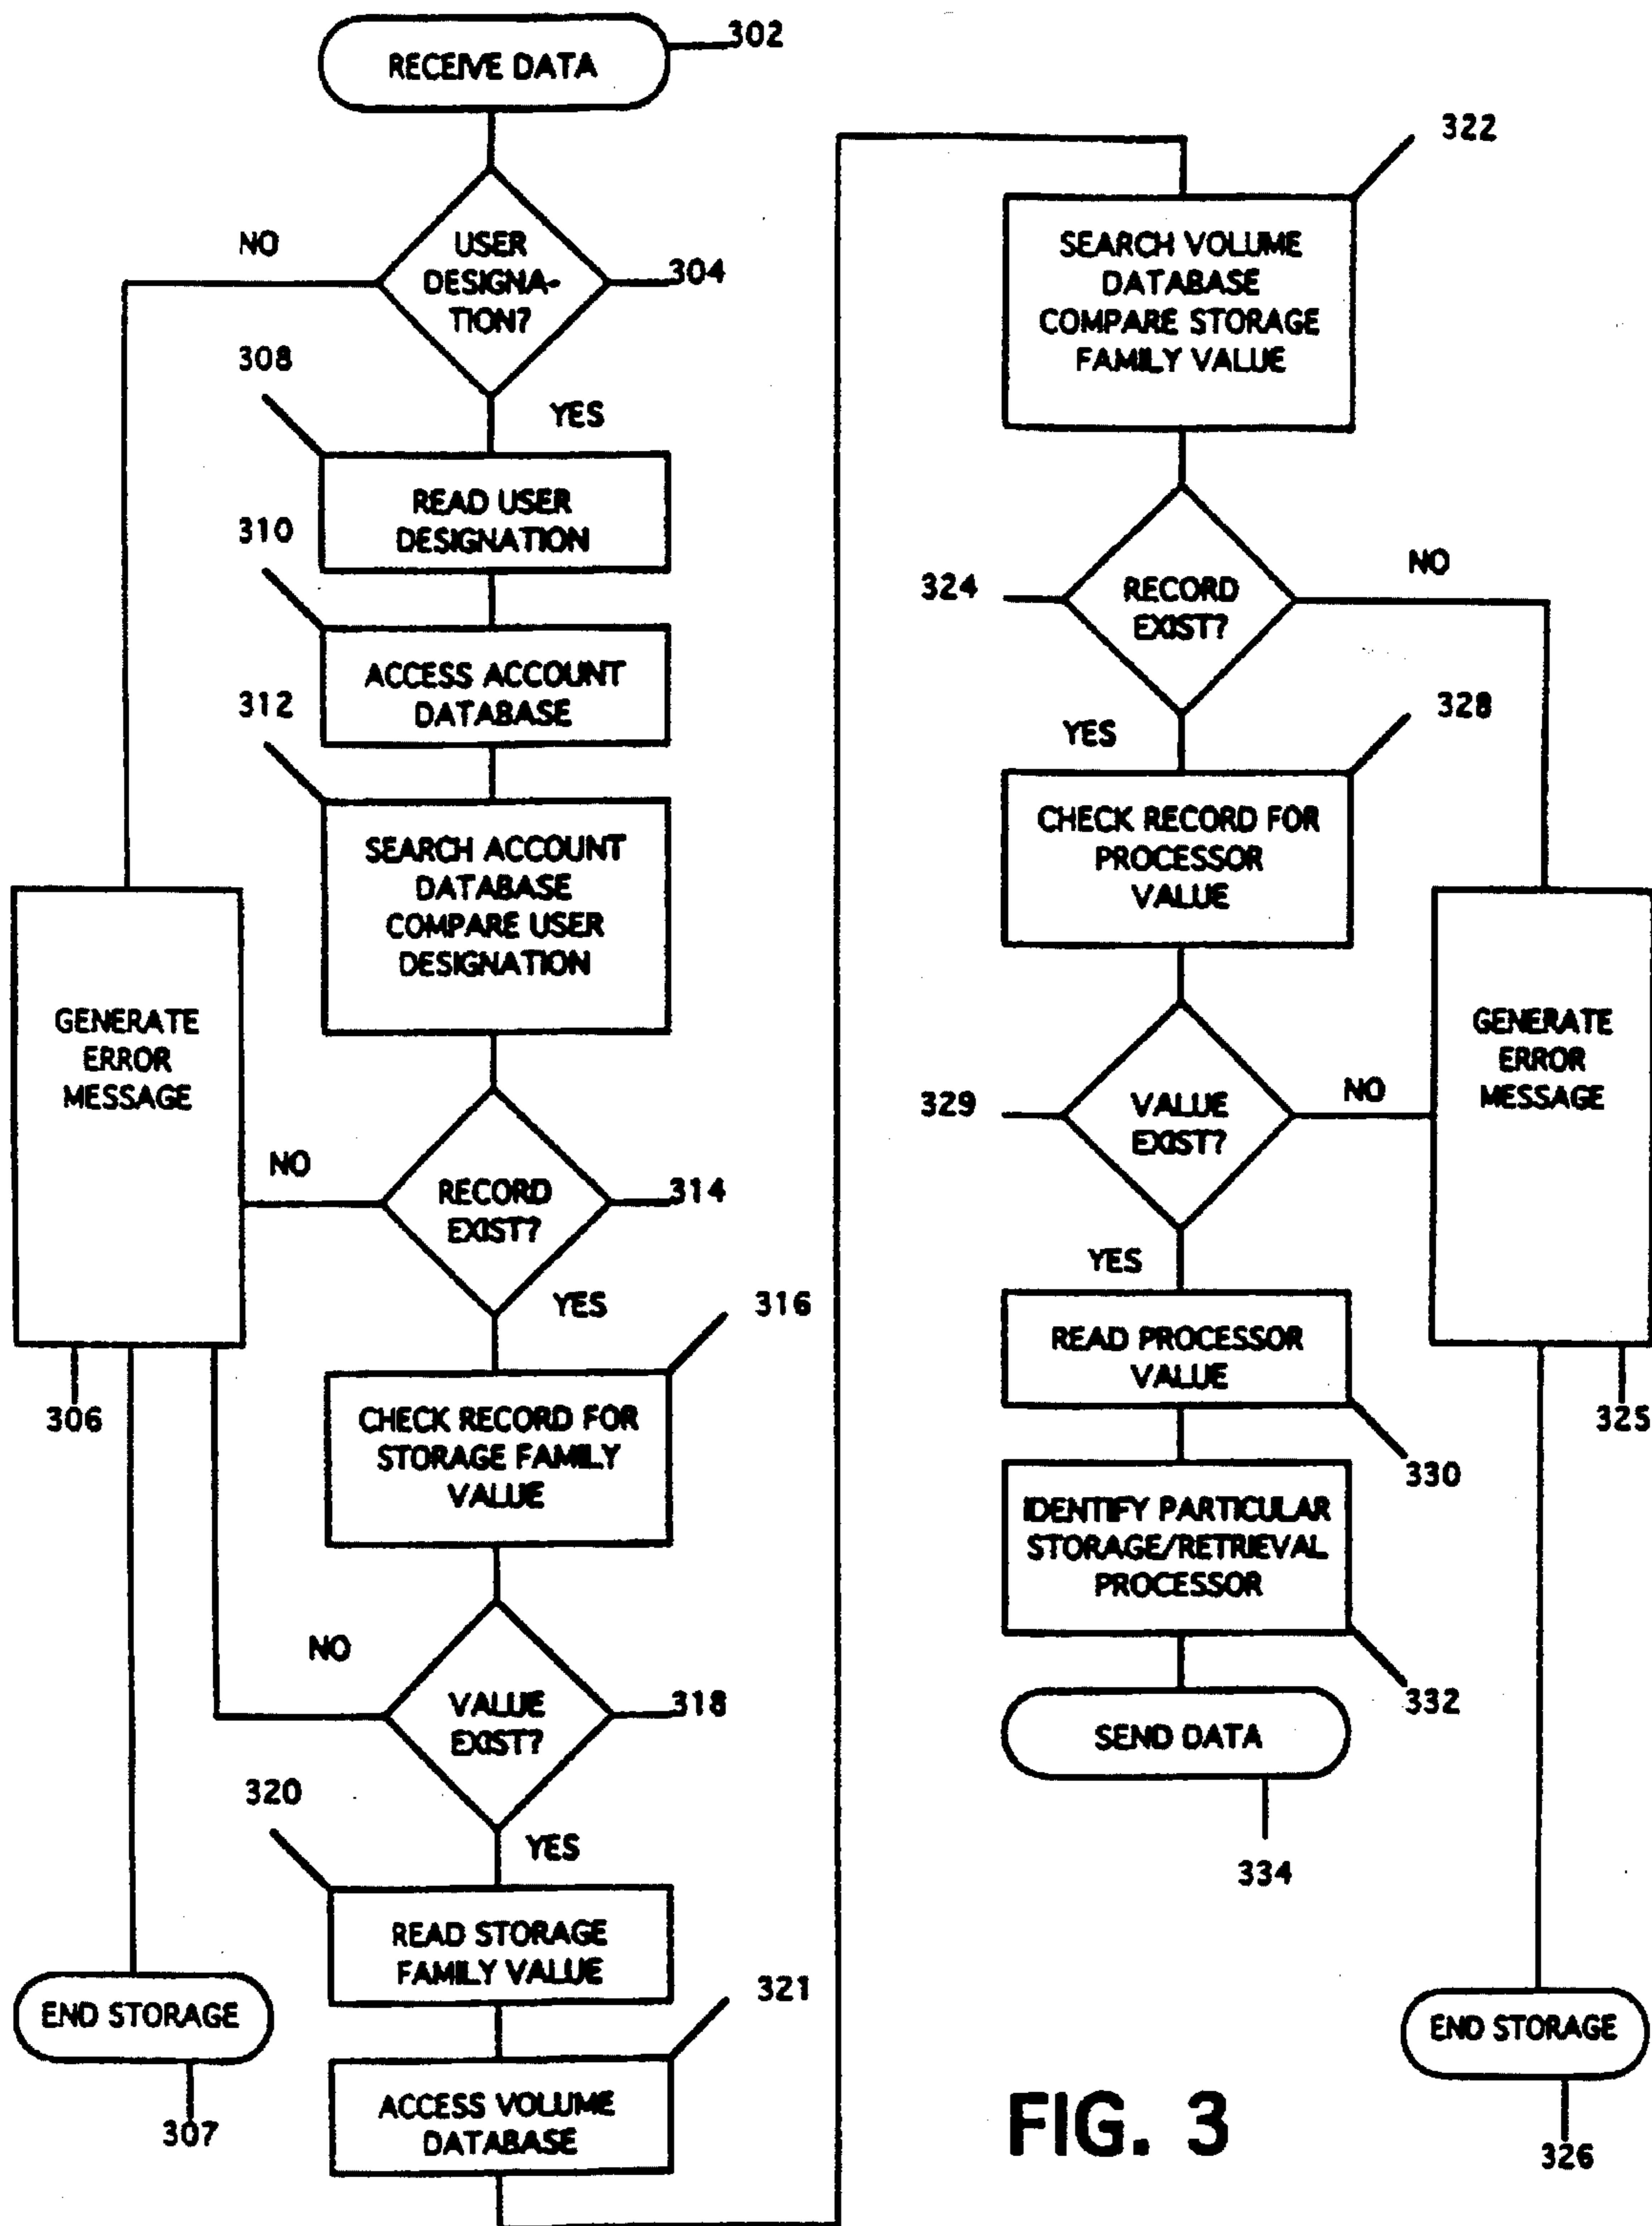 RECEIVE DATA
302
USER
DESIGNA-
TION?
304
NO
YES
308
READ USER
DESIGNATION
310
ACCESS ACCOUNT
DATABASE
312
SEARCH ACCOUNT
DATABASE
COMPARE USER
DESIGNATION
GENERATE
ERROR
MESSAGE
306
NO
RECORD
EXIST?
314
YES
316
CHECK RECORD FOR
STORAGE FAMILY
VALUE
NO
VALUE
EXIST?
318
YES
320
READ STORAGE
FAMILY VALUE
321
ACCESS VOLUME
DATABASE
END STORAGE
307
322
SEARCH VOLUME
DATABASE
COMPARE STORAGE
FAMILY VALUE
324
RECORD
EXIST?
NO
YES
328
CHECK RECORD FOR
PROCESSOR
VALUE
329
VALUE
EXIST?
NO
GENERATE
ERROR
MESSAGE
325
YES
READ PROCESSOR
VALUE
330
IDENTIFY PARTICULAR
STORAGE/RETRIEVAL
PROCESSOR
332
SEND DATA
334
END STORAGE
326
FIG. 3